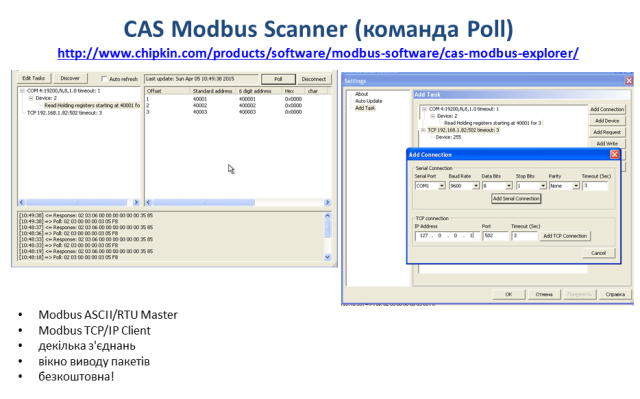 CAS Modbus Scanner (команда Poll)
http://www.chipkin.com/products/software/modbus-software/cas-modbus-explorer/
Edit Tasks Discover Auto refresh Last update: Sun Apr 05 10:49:38 2015 Poll Disconnect
COM 4:19200,N,8,1.0 timeout: 1
Device: 2
Read Holding registers starting at 40001 fo
TCP 192.168.1.82:502 timeout: 3
Offset Standard address 6 digit address Hex char
1 40001 400001 0x0000
2 40002 400002 0x0000
3 40003 400003 0x0000
[10:49:38] <= Response: 02 03 06 00 00 00 00 00 00 35 85
[10:49:38] => Poll: 02 03 00 00 00 03 05 F8
[10:48:37] <= Response: 02 03 06 00 00 00 00 00 00 35 85
[10:48:36] => Poll: 02 03 00 00 00 03 05 F8
[10:48:33] <= Response: 02 03 06 00 00 00 00 00 00 35 85
[10:48:33] => Poll: 02 03 00 00 00 03 05 F8
[10:48:19] <= Response: 02 03 06 00 00 00 00 00 00 35 85
[10:48:18] => Poll: 02 03 00 00 00 03 05 F8
Settings
About
Auto Update
Add Task
Add Task
COM 4:19200,N,8,1.0 timeout: 1
Device: 2
Read Holding registers starting at 40001 for 3
TCP 192.168.1.82:502 timeout: 3
Device: 255
Add Connection
Add Device
Add Request
Add Write
Add Connection
Serial Connection
Serial Port Baud Rate Data Bits Stop Bits Parity Timeout (Sec)
COM1 9600 8 1 None 3
Add Serial Connection
TCP connection
IP Address Port Timeout (Sec)
127 . 0 . 0 . 1 502 3 Add TCP Connection
Cancel
OK Отмена Справка
• Modbus ASCII/RTU Master
• Modbus TCP/IP Client
• декілька з'єднань
• вікно виводу пакетів
• безкоштовна!